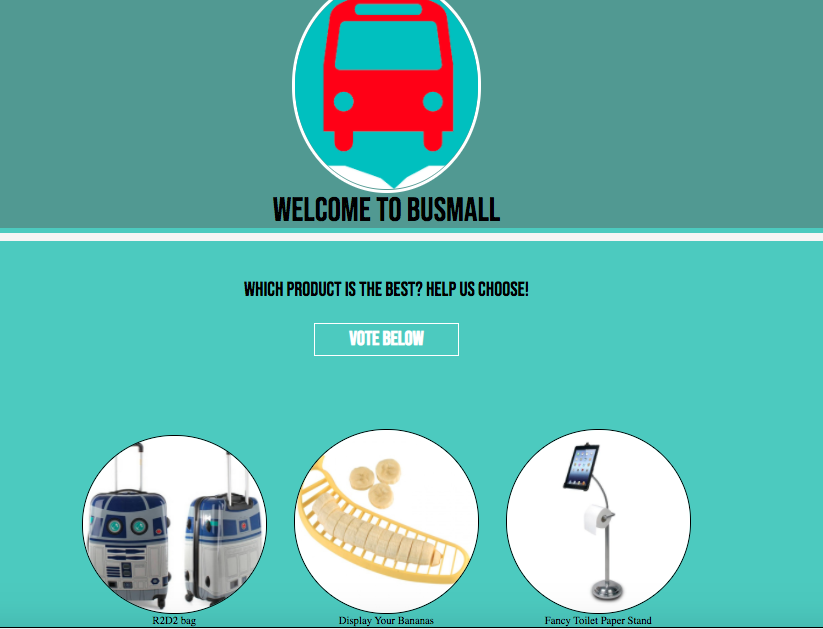 WELCOME TO BUSMALL
WHICH PRODUCT IS THE BEST? HELP US CHOOSE!
VOTE BELOW
R2D2 bag
Display Your Bananas
Fancy Toilet Paper Stand